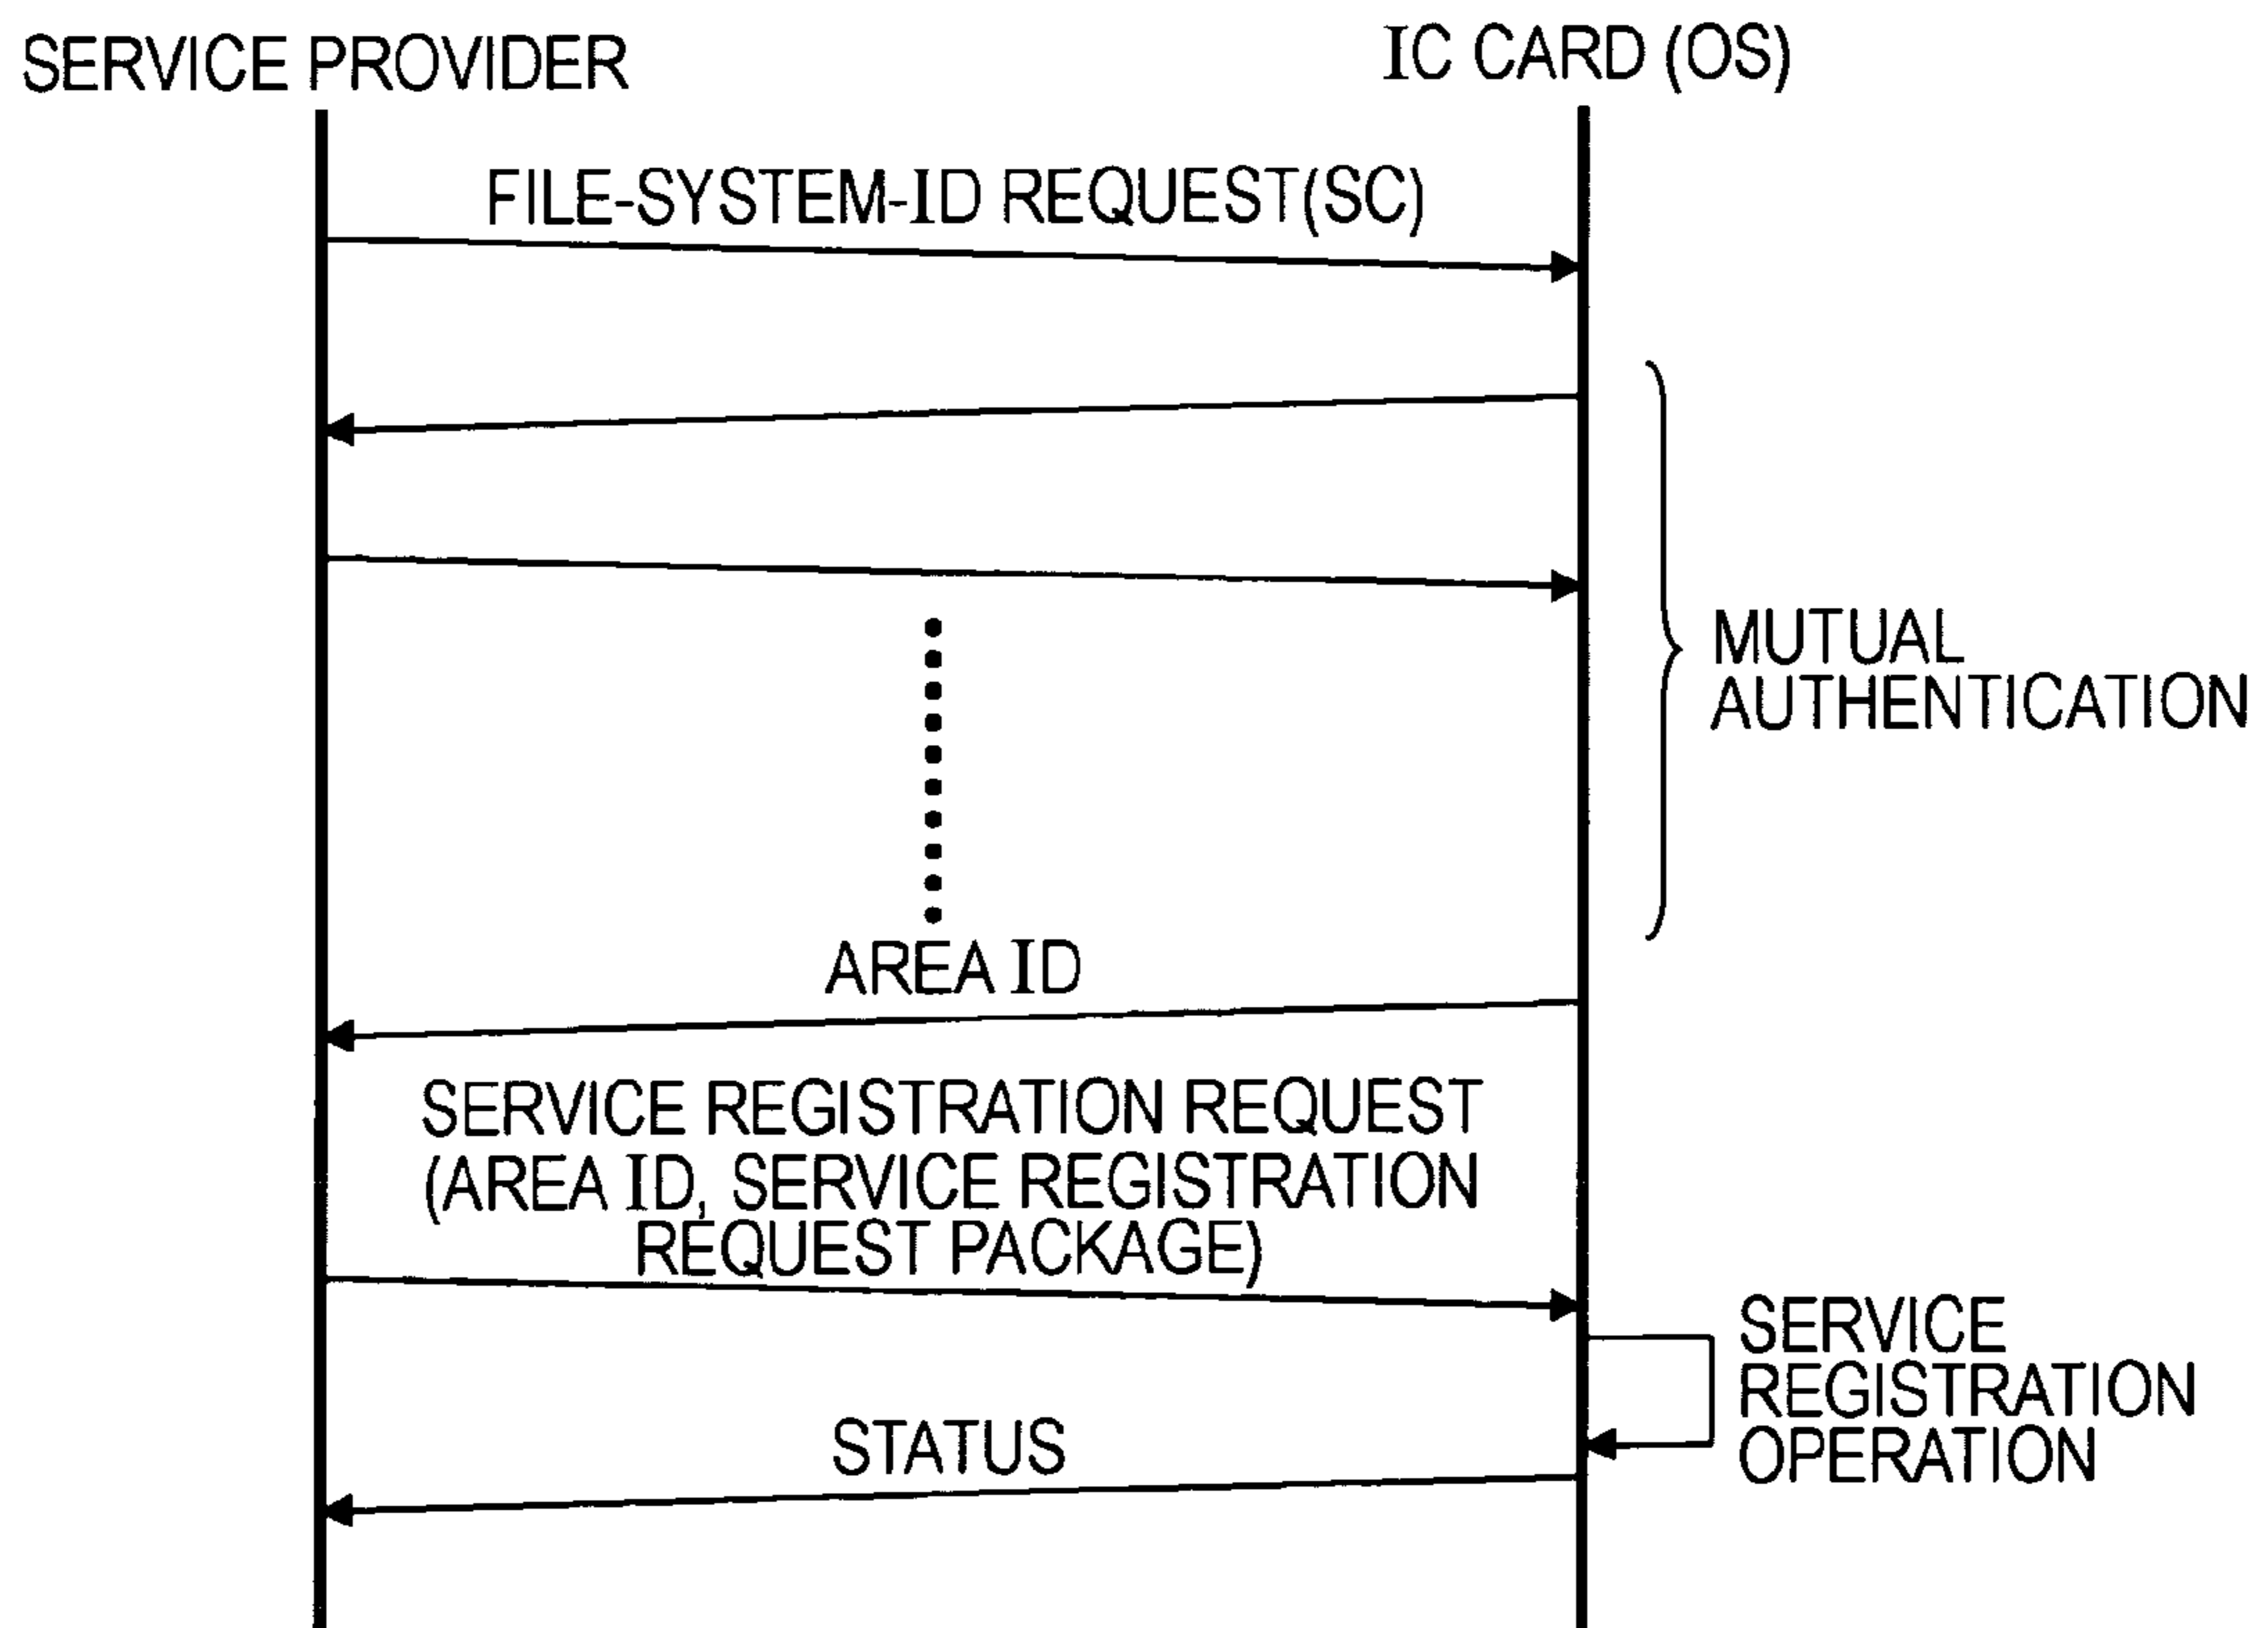 SERVICE PROVIDER
IC CARD (OS)
FILE-SYSTEM-ID REQUEST(SC)
MUTUAL
AUTHENTICATION
AREA ID
SERVICE REGISTRATION REQUEST
(AREA ID, SERVICE REGISTRATION
REQUEST PACKAGE)
SERVICE
REGISTRATION
OPERATION
STATUS